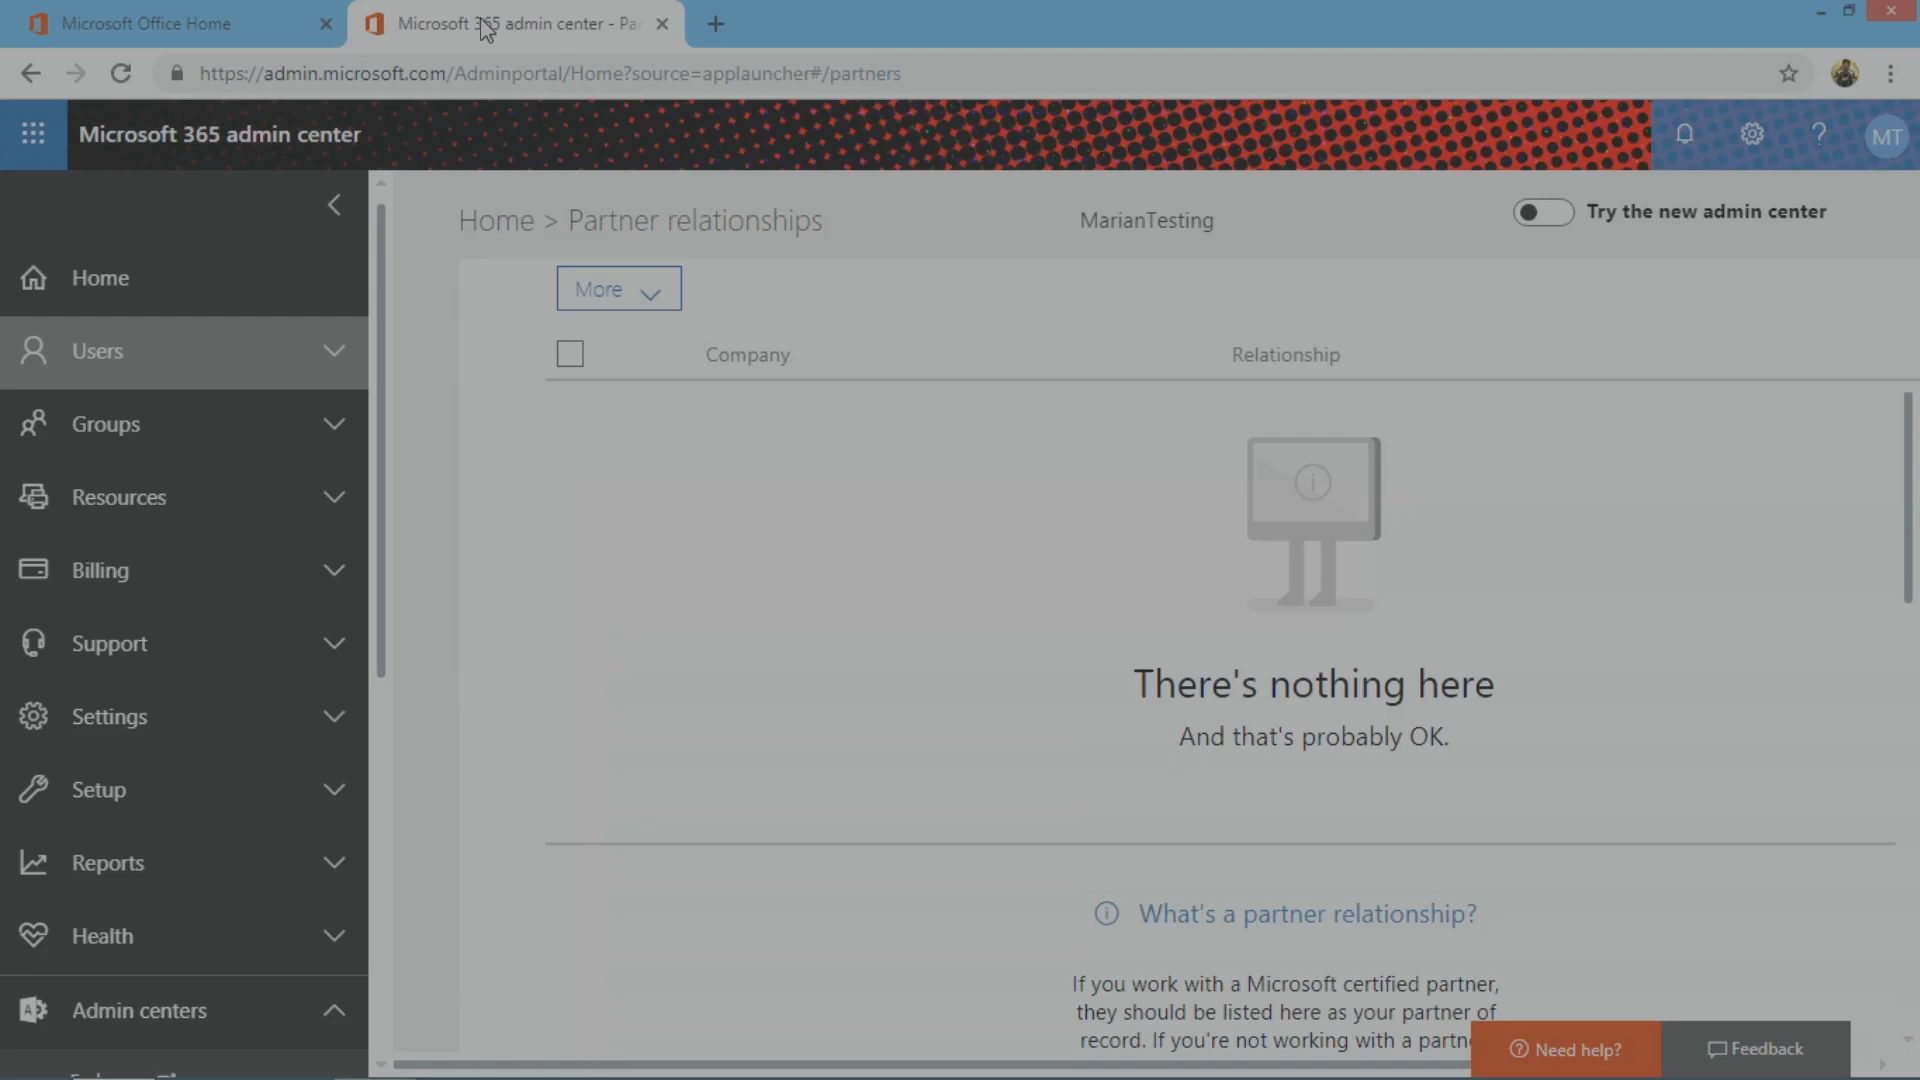 Microsoft Office Home
Microsoft 365 admin center - Par
https://admin.microsoft.com/Adminportal/Home?source=applauncher#/partners
Microsoft 365 admin center
MT
Home > Partner relationships
MarianTesting
Try the new admin center
Home
Users
Groups
Resources
Billing
Support
Settings
Setup
Reports
Health
Admin centers
More
Company
Relationship
There's nothing here
And that's probably OK.
What's a partner relationship?
If you work with a Microsoft certified partner,
they should be listed here as your partner of
record. If you're not working with a
Need help?
Feedback